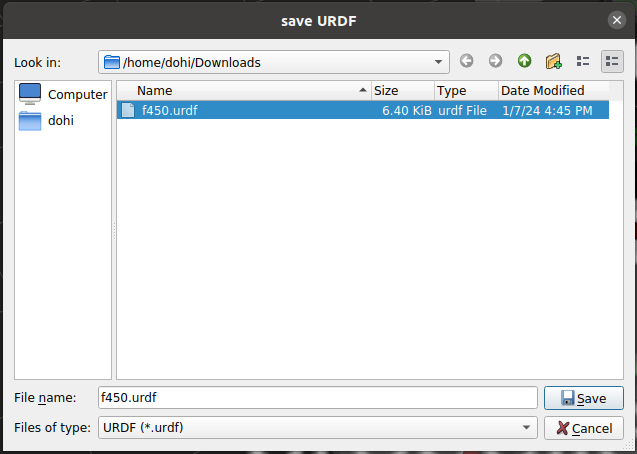 save URDF
Look in: /home/dohi/Downloads
Computer
dohi
Name Size Type Date Modified
f450.urdf 6.40 KiB urdf File 1/7/24 4:45 PM
File name: f450.urdf Save
Files of type: URDF (*.urdf) Cancel